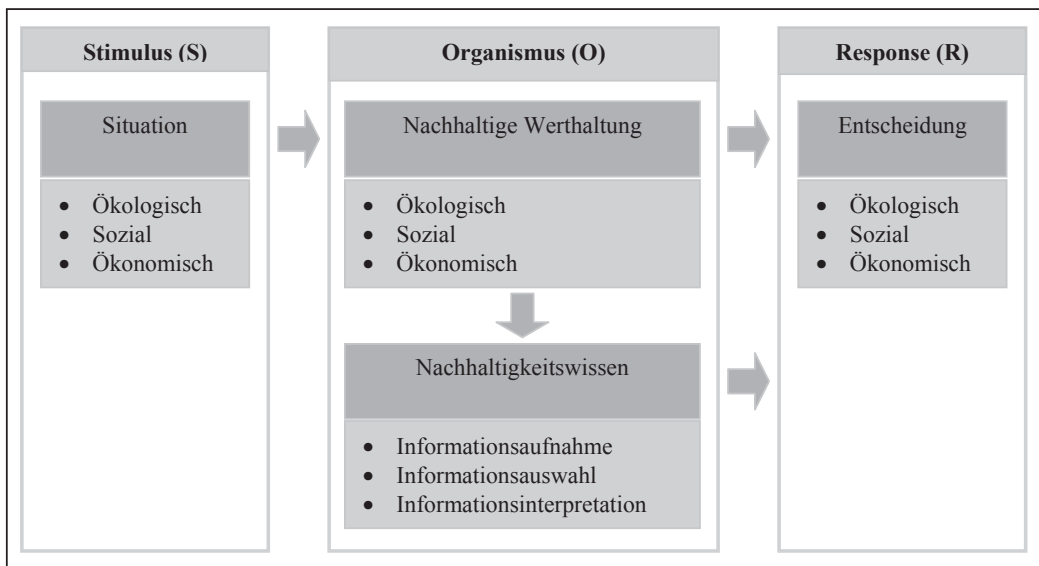 Stimulus (S)
Situation
• Ökologisch
• Sozial
• Ökonomisch
Organismus (O)
Nachhaltige Werthaltung
• Ökologisch
• Sozial
• Ökonomisch
Nachhaltigkeitswissen
• Informationsaufnahme
• Informationsauswahl
• Informationsinterpretation
Response (R)
Entscheidung
• Ökologisch
• Sozial
• Ökonomisch